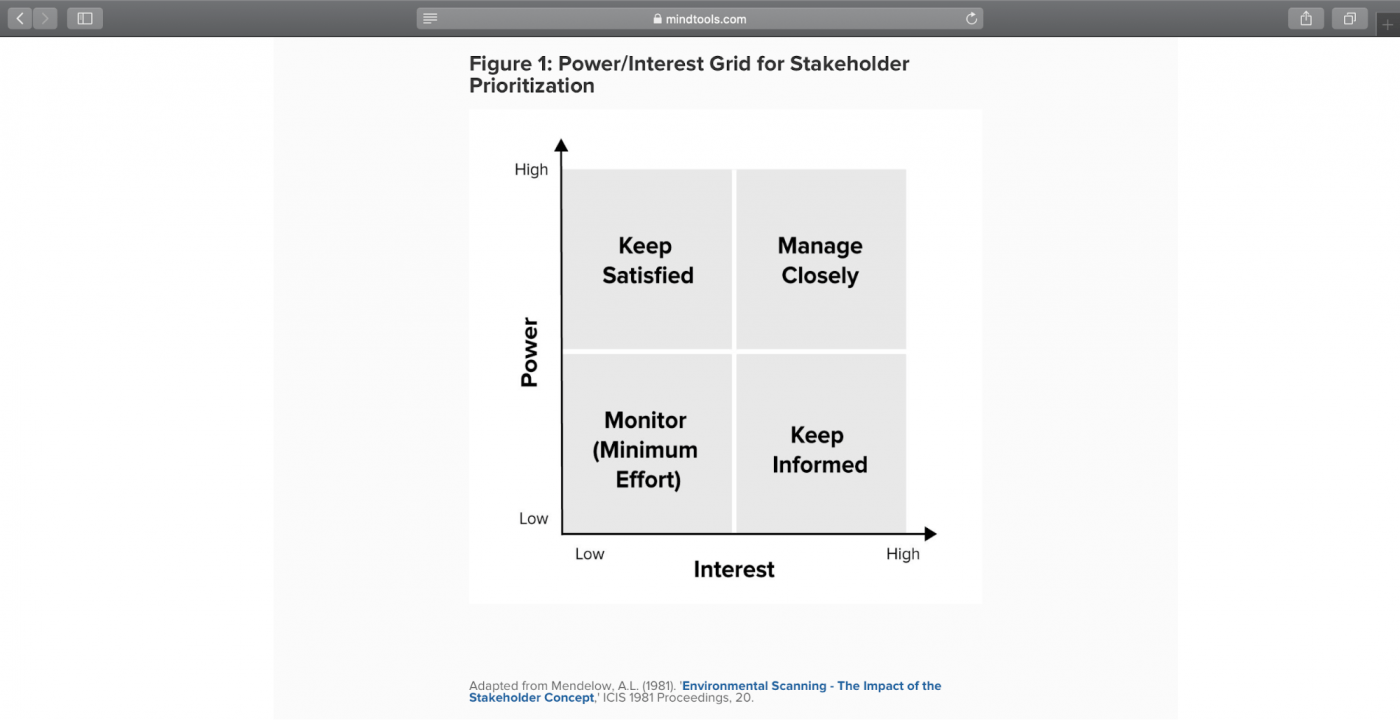 mindtools.com
Figure 1: Power/Interest Grid for Stakeholder
Prioritization
High
Keep
Satisfied
Manage
Closely
Power
Monitor
(Minimum
Effort)
Keep
Informed
Low
Low
High
Interest
Adapted from Mendelow, A.L. (1981). 'Environmental Scanning - The Impact of the
Stakeholder Concept,' ICIS 1981 Proceedings, 20.